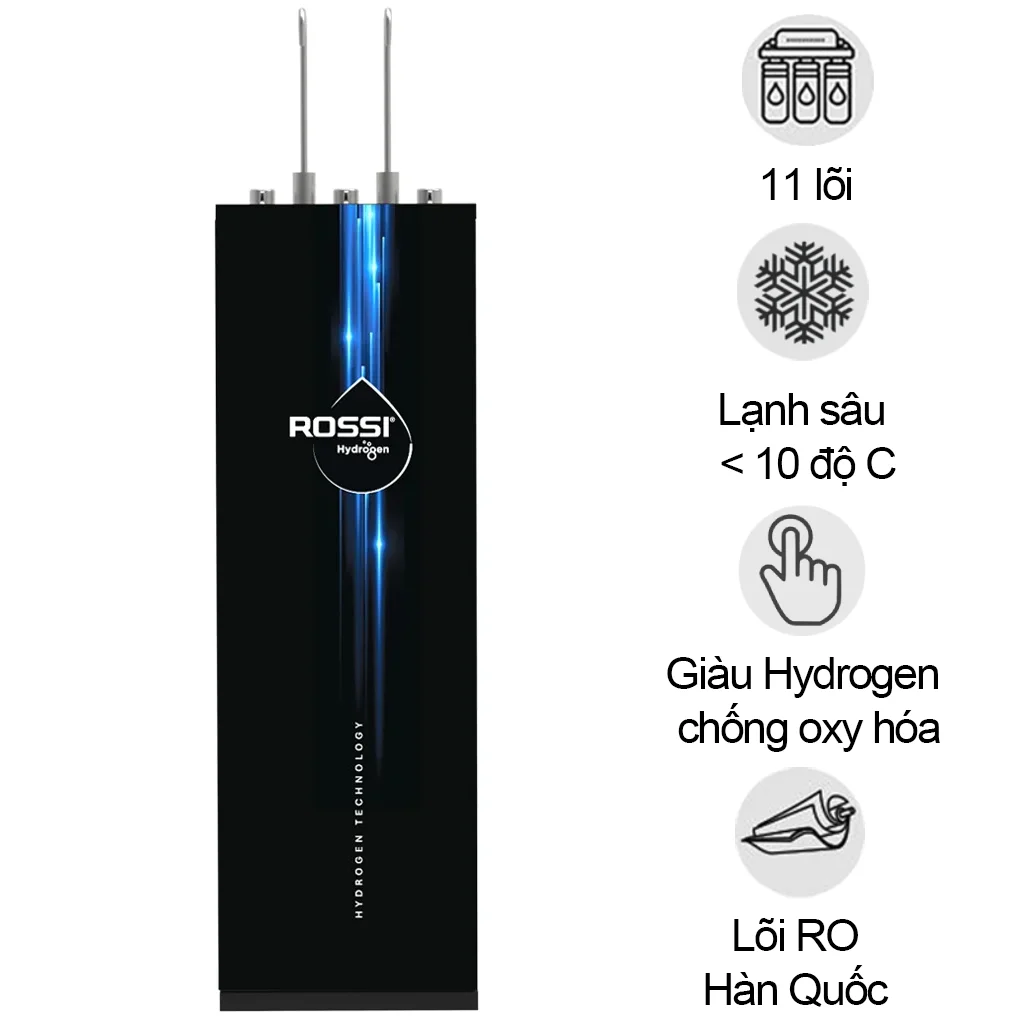 ROSSI®
Hydrogen
HYDROGEN TECHNOLOGY
11 lõi
Lạnh sâu
< 10 độ C
Giàu Hydrogen
chống oxy hóa
Lõi RO
Hàn Quốc